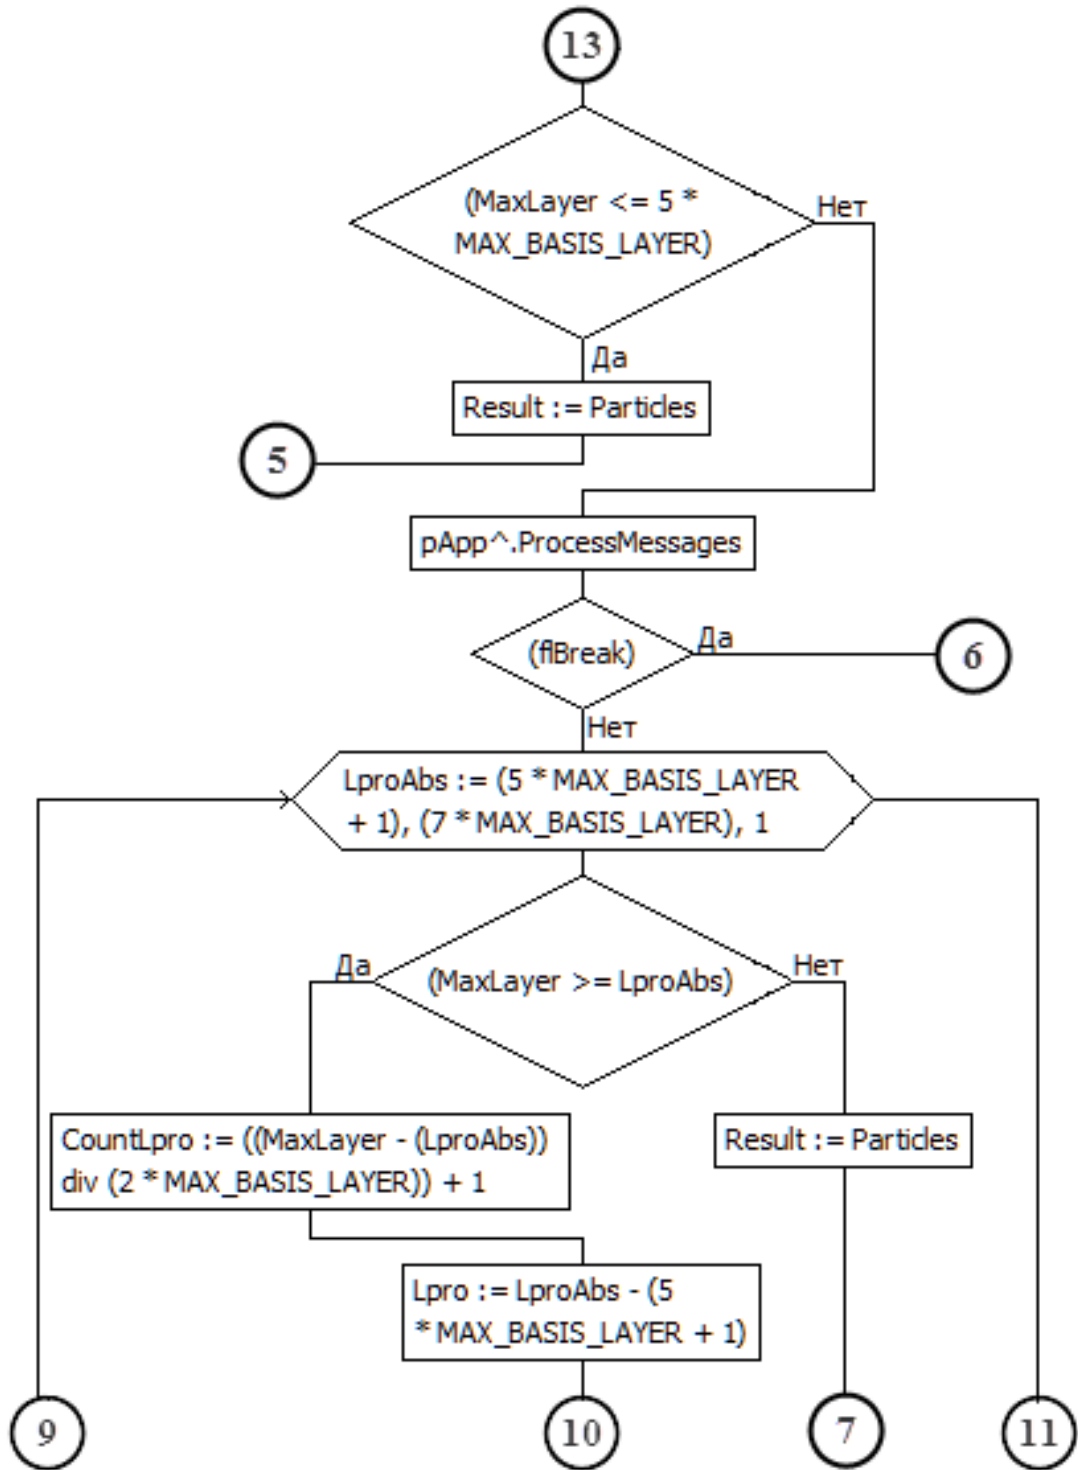 13
(MaxLayer <= 5 *
MAX_BASIS_LAYER)
Нет
Да
Result := Particles
5
pApp^.ProcessMessages
(flBreak)
Да
6
Нет
LproAbs := (5 * MAX_BASIS_LAYER
+ 1), (7 * MAX_BASIS_LAYER), 1
Да
(MaxLayer >= LproAbs)
Нет
CountLpro := ((MaxLayer - (LproAbs))
div (2 * MAX_BASIS_LAYER)) + 1
Result := Particles
Lpro := LproAbs - (5
* MAX_BASIS_LAYER + 1)
9
10
7
11